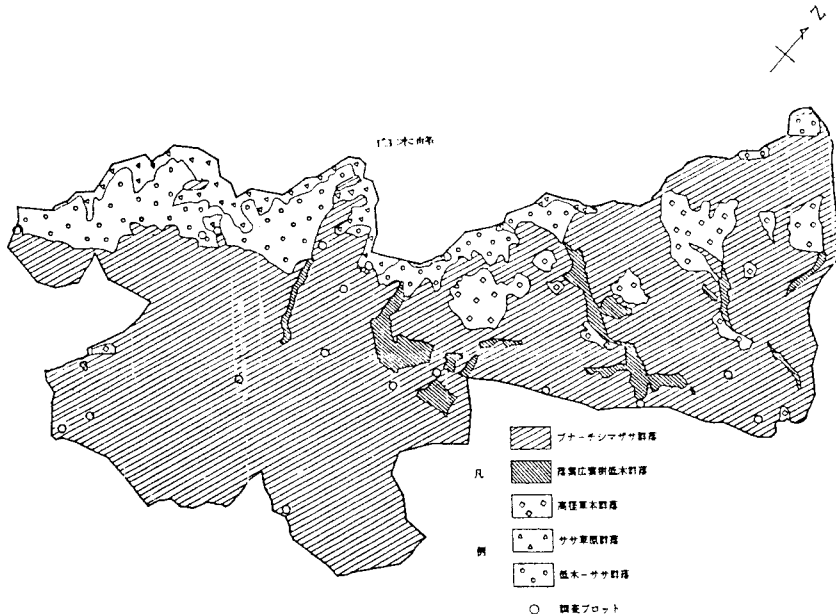 Z
ブナーチシマザサ群落
落葉広葉樹低木群落
凡
高茎草本群落
ササ草原群落
例
低木ーササ群落
調査プロット